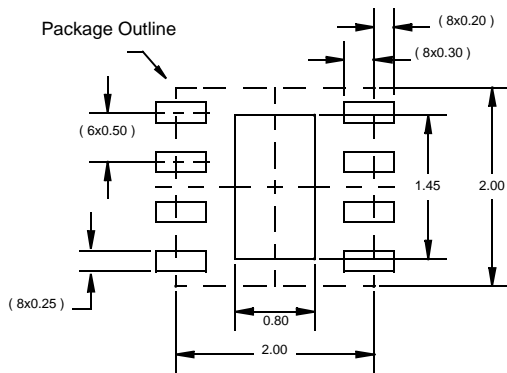 Package Outline
( 8x0.20 )
( 8x0.30 )
( 6x0.50 )
1.45
2.00
( 8x0.25 )
0.80
2.00